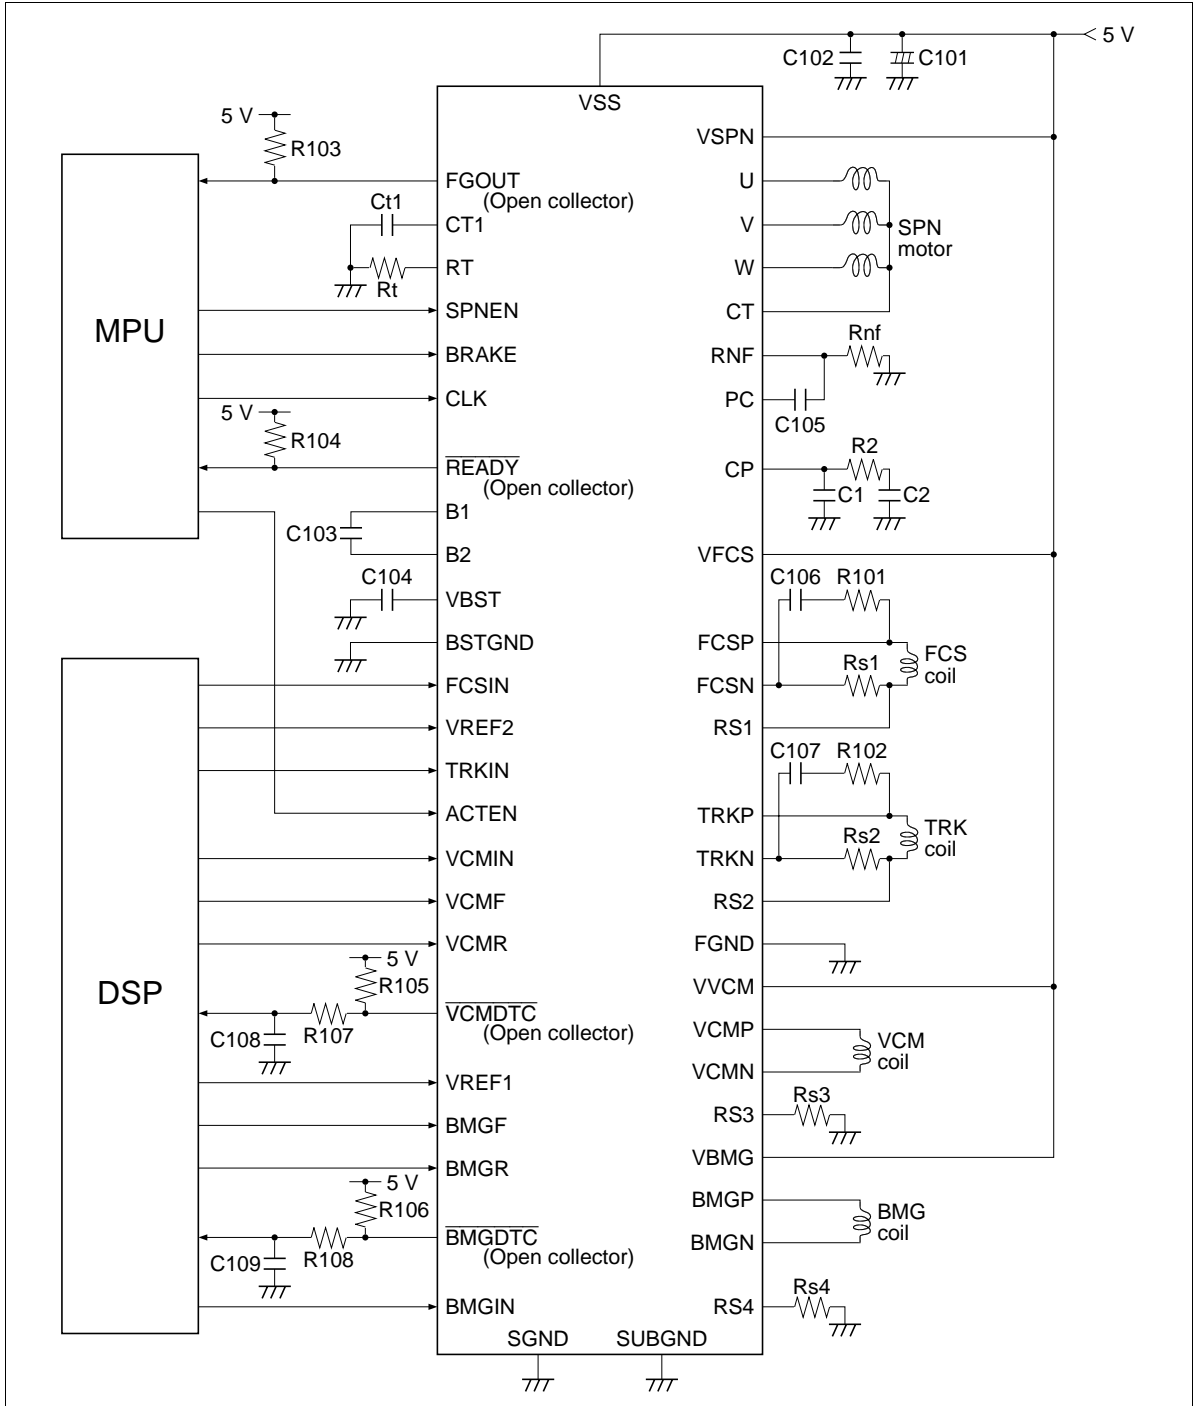 5 V
C102
C101
VSS
5 V
R103
VSPN
FGOUT
(Open collector)
U
Ct1
CT1
V
SPN
motor
RT
Rt
W
MPU
SPNEN
CT
BRAKE
RNF
Rnf
CLK
PC
C105
5 V
R104
READY
(Open collector)
CP
R2
C1
C2
B1
C103
B2
VFCS
C104
VBST
C106
R101
BSTGND
FCSP
FCS
coil
FCSIN
FCSN
Rs1
VREF2
RS1
TRKIN
C107
R102
ACTEN
TRKP
TRK
coil
VCMIN
TRKN
Rs2
VCMF
RS2
VCMR
FGND
DSP
5 V
R105
VVCM
VCMDTC
(Open collector)
R107
C108
VCMP
VCM
coil
VCMN
VREF1
RS3
Rs3
BMGF
BMGR
VBMG
5 V
R106
BMGP
BMG
coil
BMGDTC
(Open collector)
R108
C109
BMGN
BMGIN
RS4
Rs4
SGND
SUBGND